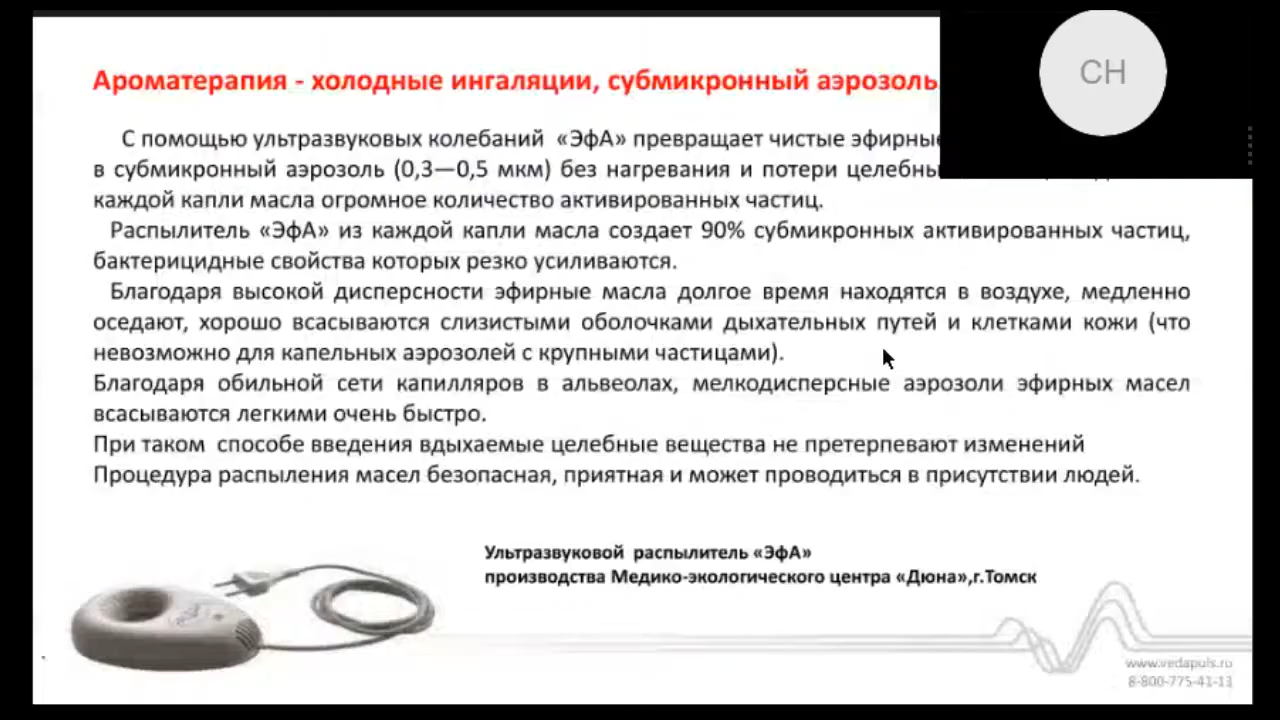 Ароматерапия - холодные ингаляции, субмикронный аэрозоль
CH
С помощью ультразвуковых колебаний «ЭфА» превращает чистые эфирные
в субмикронный аэрозоль (0,3—0,5 мкм) без нагревания и потери
каждой капли масла огромное количество активированных частиц.
Распылитель «ЭфА» из каждой капли масла создает 90% субмикронных активированных частиц,
бактерицидные свойства которых резко усиливаются.
Благодаря высокой дисперсности эфирные масла долгое время находятся в воздухе, медленно
оседают, хорошо всасываются слизистыми оболочками дыхательных путей и клетками кожи (что
невозможно для капельных аэрозолей с крупными частицами).
Благодаря обильной сети капилляров в альвеолах, мелкодисперсные аэрозоли эфирных масел
всасываются легкими очень быстро.
При таком способе введения вдыхаемые целебные вещества не претерпевают изменений
Процедура распыления масел безопасная, приятная и может проводиться в присутствии людей.
Ультразвуковой распылитель «ЭфА»
производства Медико-экологического центра «Дюна»,г.Томск
www.vedapuls.ru
8-800-775-41-11